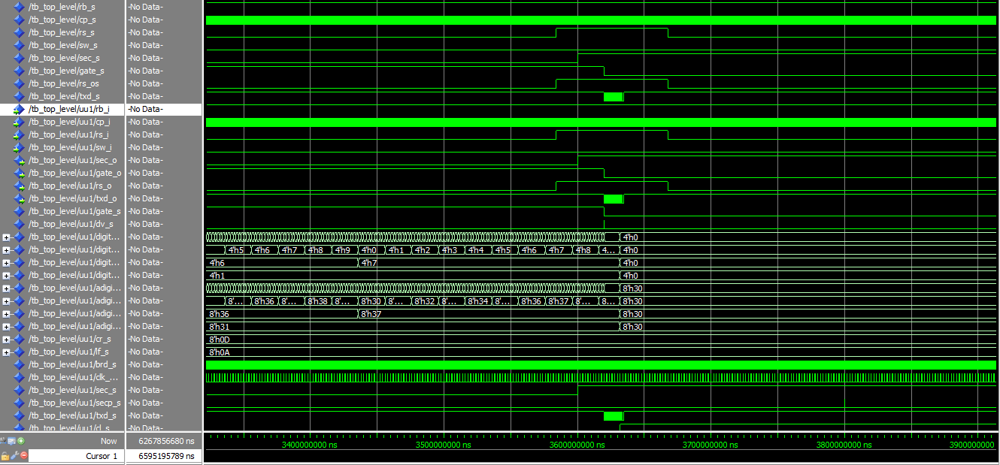 /tb_top_level/rb_s -No Data-
/tb_top_level/cp_s -No Data-
/tb_top_level/rs_s -No Data-
/tb_top_level/sw_s -No Data-
/tb_top_level/sec_s -No Data-
/tb_top_level/gate_s -No Data-
/tb_top_level/rs_os -No Data-
/tb_top_level/txd_s -No Data-
/tb_top_level/uu1/rb_i -No Data-
/tb_top_level/uu1/cp_i -No Data-
/tb_top_level/uu1/rs_i -No Data-
/tb_top_level/uu1/sw_i -No Data-
/tb_top_level/uu1/sec_o -No Data-
/tb_top_level/uu1/gate_o -No Data-
/tb_top_level/uu1/rs_o -No Data-
/tb_top_level/uu1/txd_o -No Data-
/tb_top_level/uu1/gate_s -No Data-
/tb_top_level/uu1/dv_s -No Data-
/tb_top_level/uu1/digit... -No Data- 4'h0
/tb_top_level/uu1/digit... -No Data- 4'h5 4'h6 4'h7 4'h8 4'h9 4'h0 4'h1 4'h2 4'h3 4'h4 4'h5 4'h6 4'h7 4'h8 4... 4'h0
/tb_top_level/uu1/digit... -No Data- 4'h6 4'h7 4'h0
/tb_top_level/uu1/digit... -No Data- 4'h1 4'h0
/tb_top_level/uu1/adigi... -No Data- 8'h30
/tb_top_level/uu1/adigi... -No Data- 8'... 8'h36 8'... 8'h38 8'... 8'h30 8'... 8'h32 8'... 8'h34 8'... 8'h36 8'h37 8'... 8... 8'h30
/tb_top_level/uu1/adigi... -No Data- 8'h36 8'h37 8'h30
/tb_top_level/uu1/adigi... -No Data- 8'h31 8'h30
/tb_top_level/uu1/cr_s -No Data- 8'h0D
/tb_top_level/uu1/lf_s -No Data- 8'h0A
/tb_top_level/uu1/brd_s -No Data-
/tb_top_level/uu1/clk_... -No Data-
/tb_top_level/uu1/sec_s -No Data-
/tb_top_level/uu1/secp_s -No Data-
/tb_top_level/uu1/txd_s -No Data-
/tb_top_level/uu1/cl_s -No Data-
Now 6267856680 ns 3400000000 ns 3500000000 ns 3600000000 ns 3700000000 ns 3800000000 ns 3900000000
Cursor 1 6595195789 ns